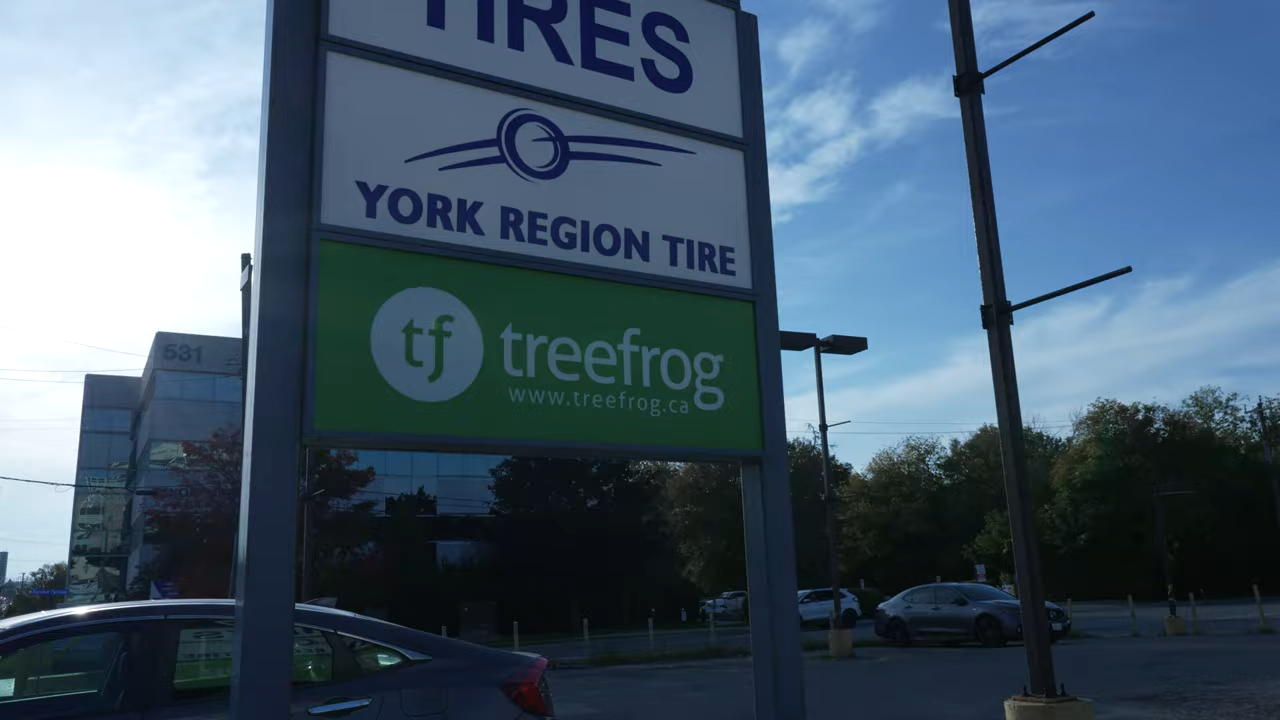 TIRES
YORK REGION TIRE
tf
treefrog
www.treefrog.ca
531